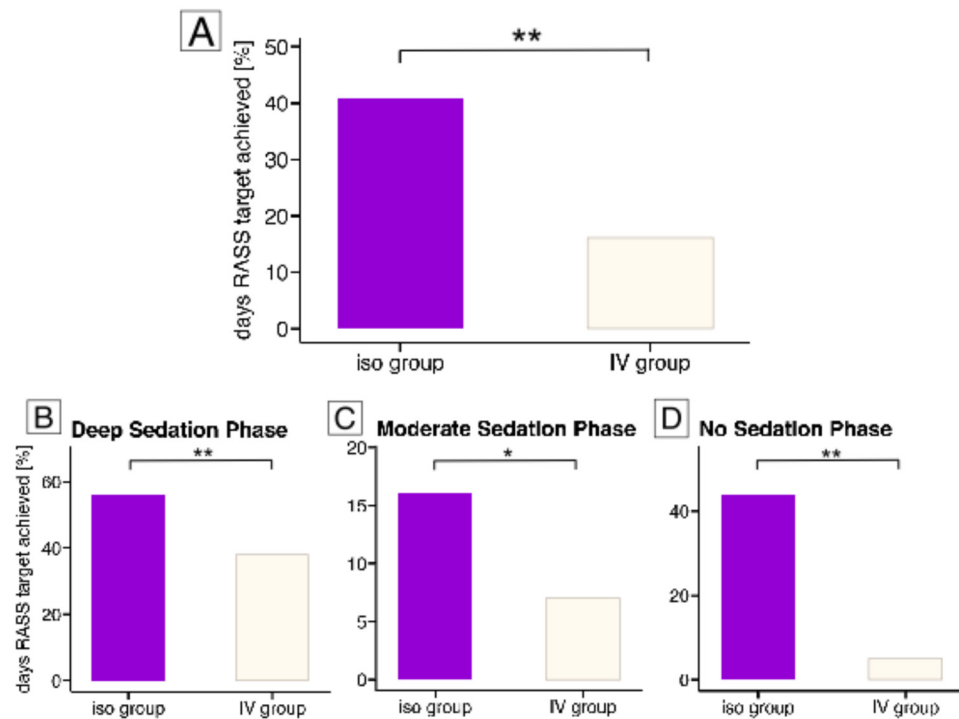 A
days RASS target achieved [%]
50
40
30
20
10
0
**
iso group
IV group
B
Deep Sedation Phase
days RASS target achieved [%]
60
40
20
0
**
iso group
IV group
C
Moderate Sedation Phase
20
15
10
5
0
*
iso group
IV group
D
No Sedation Phase
40
20
0
**
iso group
IV group